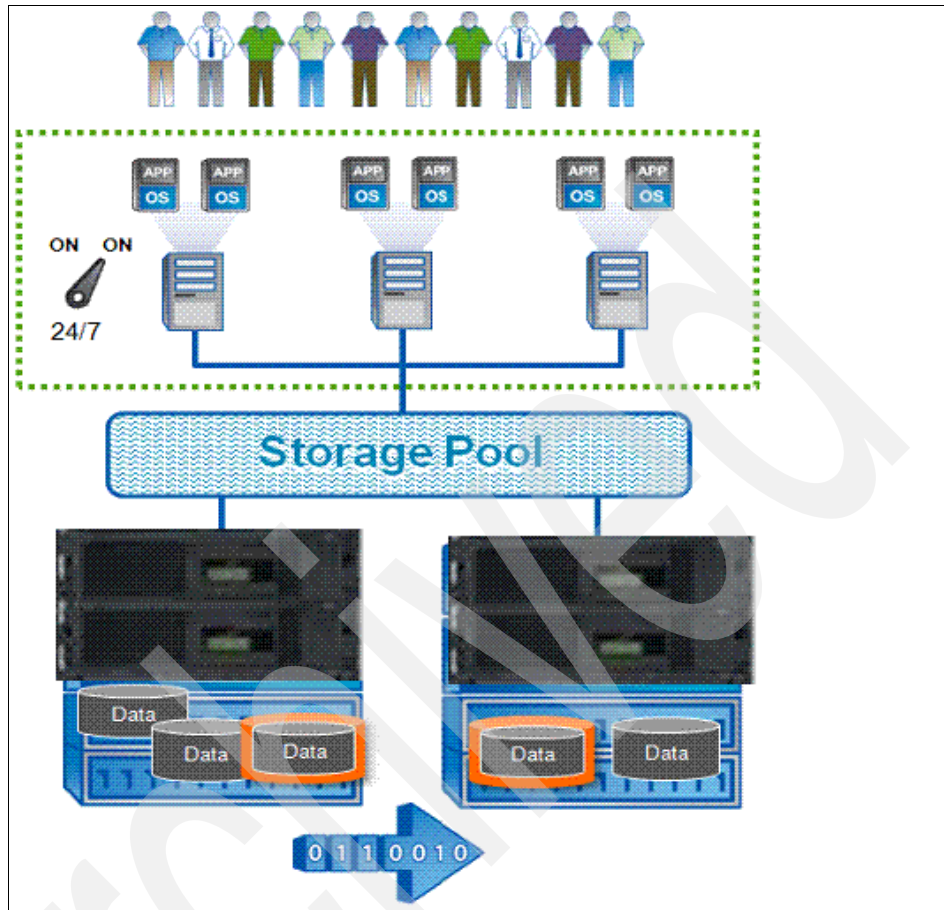 APP APP APP APP APP APP
OS OS OS OS OS OS
ON ON
24/7
Storage Pool
Data
Data Data Data Data
0 1 1 0 0 1 0
Archived